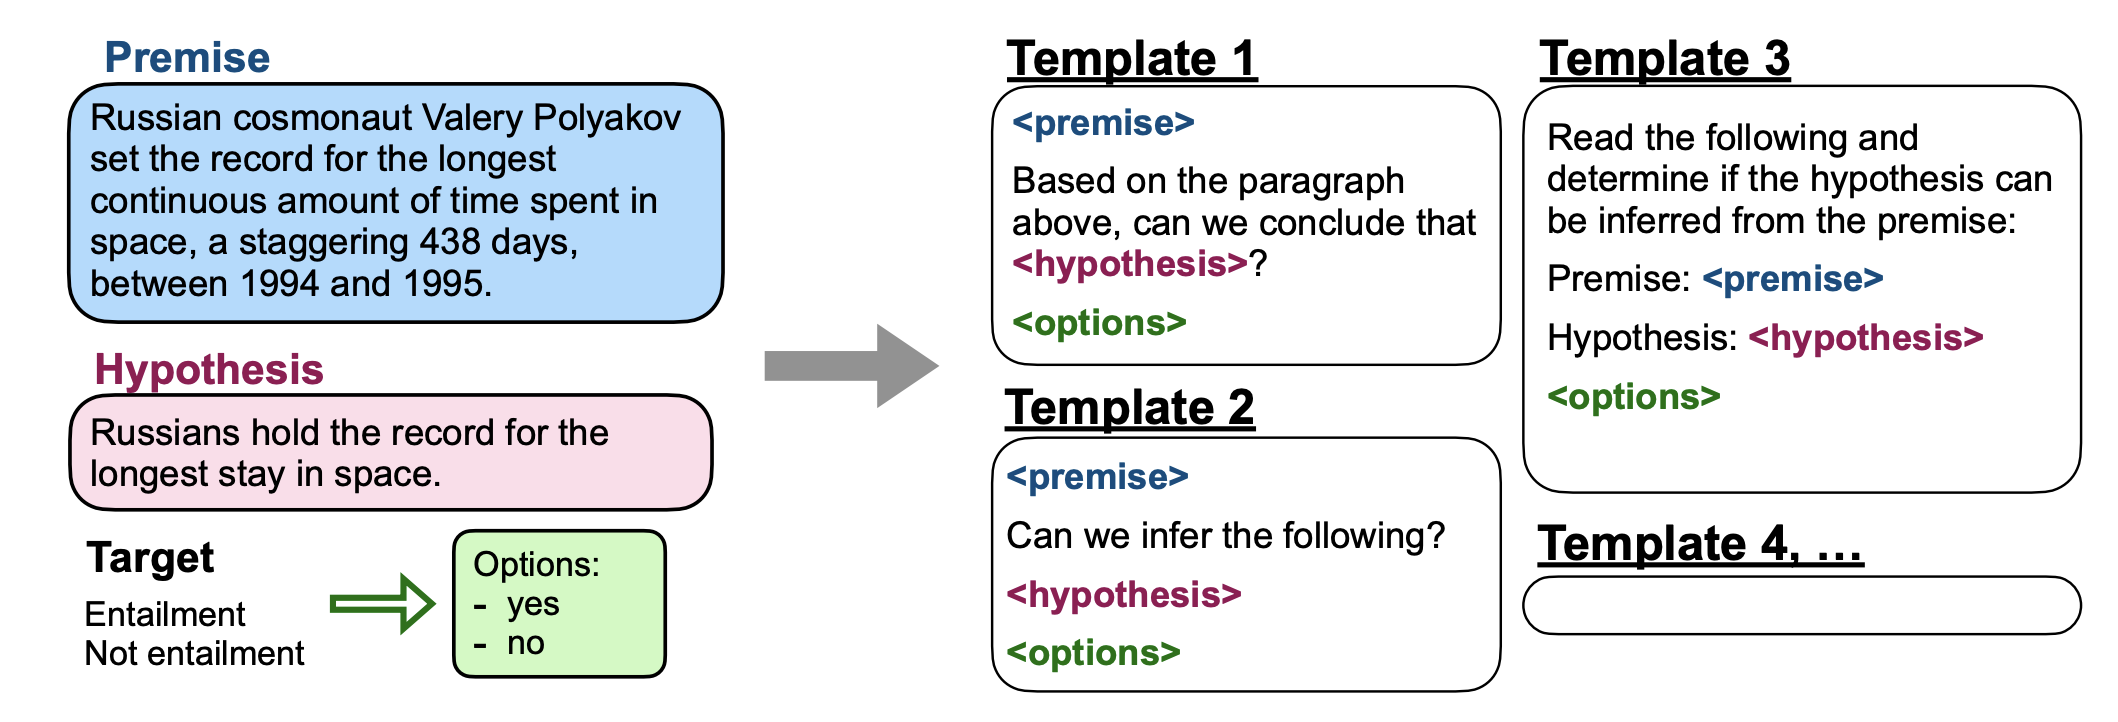 Premise
Russian cosmonaut Valery Polyakov
set the record for the longest
continuous amount of time spent in
space, a staggering 438 days,
between 1994 and 1995.
Hypothesis
Russians hold the record for the
longest stay in space.
Target
Entailment
Not entailment
Options:
- yes
- no
Template 1
<premise>
Based on the paragraph
above, can we conclude that
<hypothesis>?
<options>
Template 2
<premise>
Can we infer the following?
<hypothesis>
<options>
Template 3
Read the following and
determine if the hypothesis can
be inferred from the premise:
Premise: <premise>
Hypothesis: <hypothesis>
<options>
Template 4, …